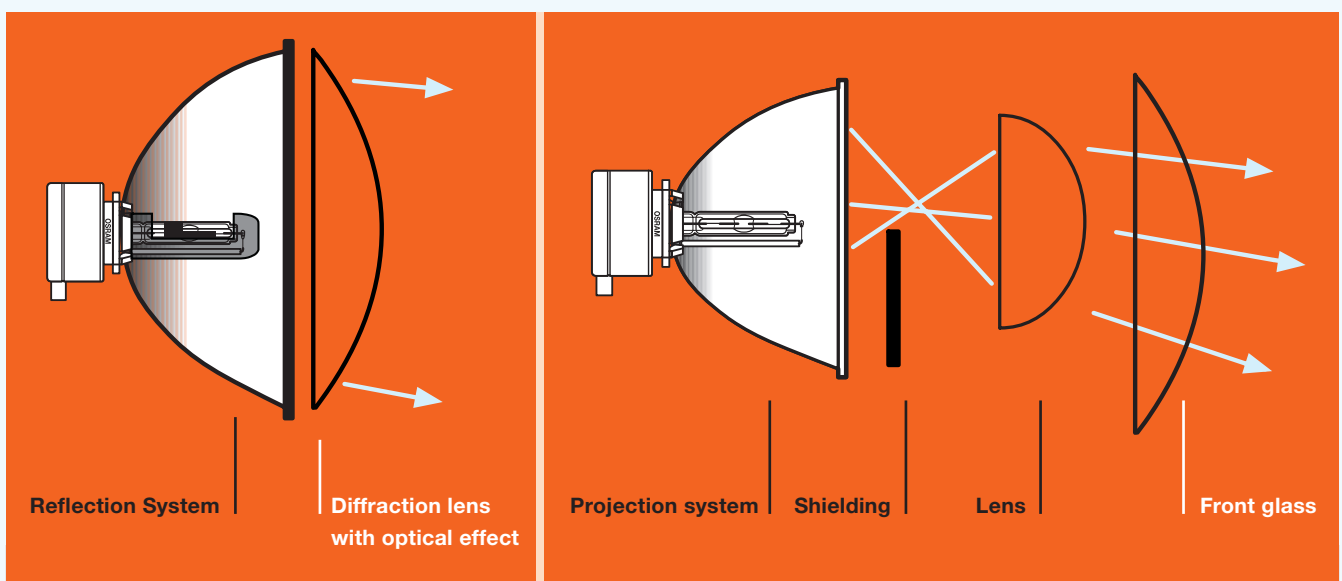 OSRAM
OSRAM
Reflection System
Diffraction lens
with optical effect
Projection system
Shielding
Lens
Front glass